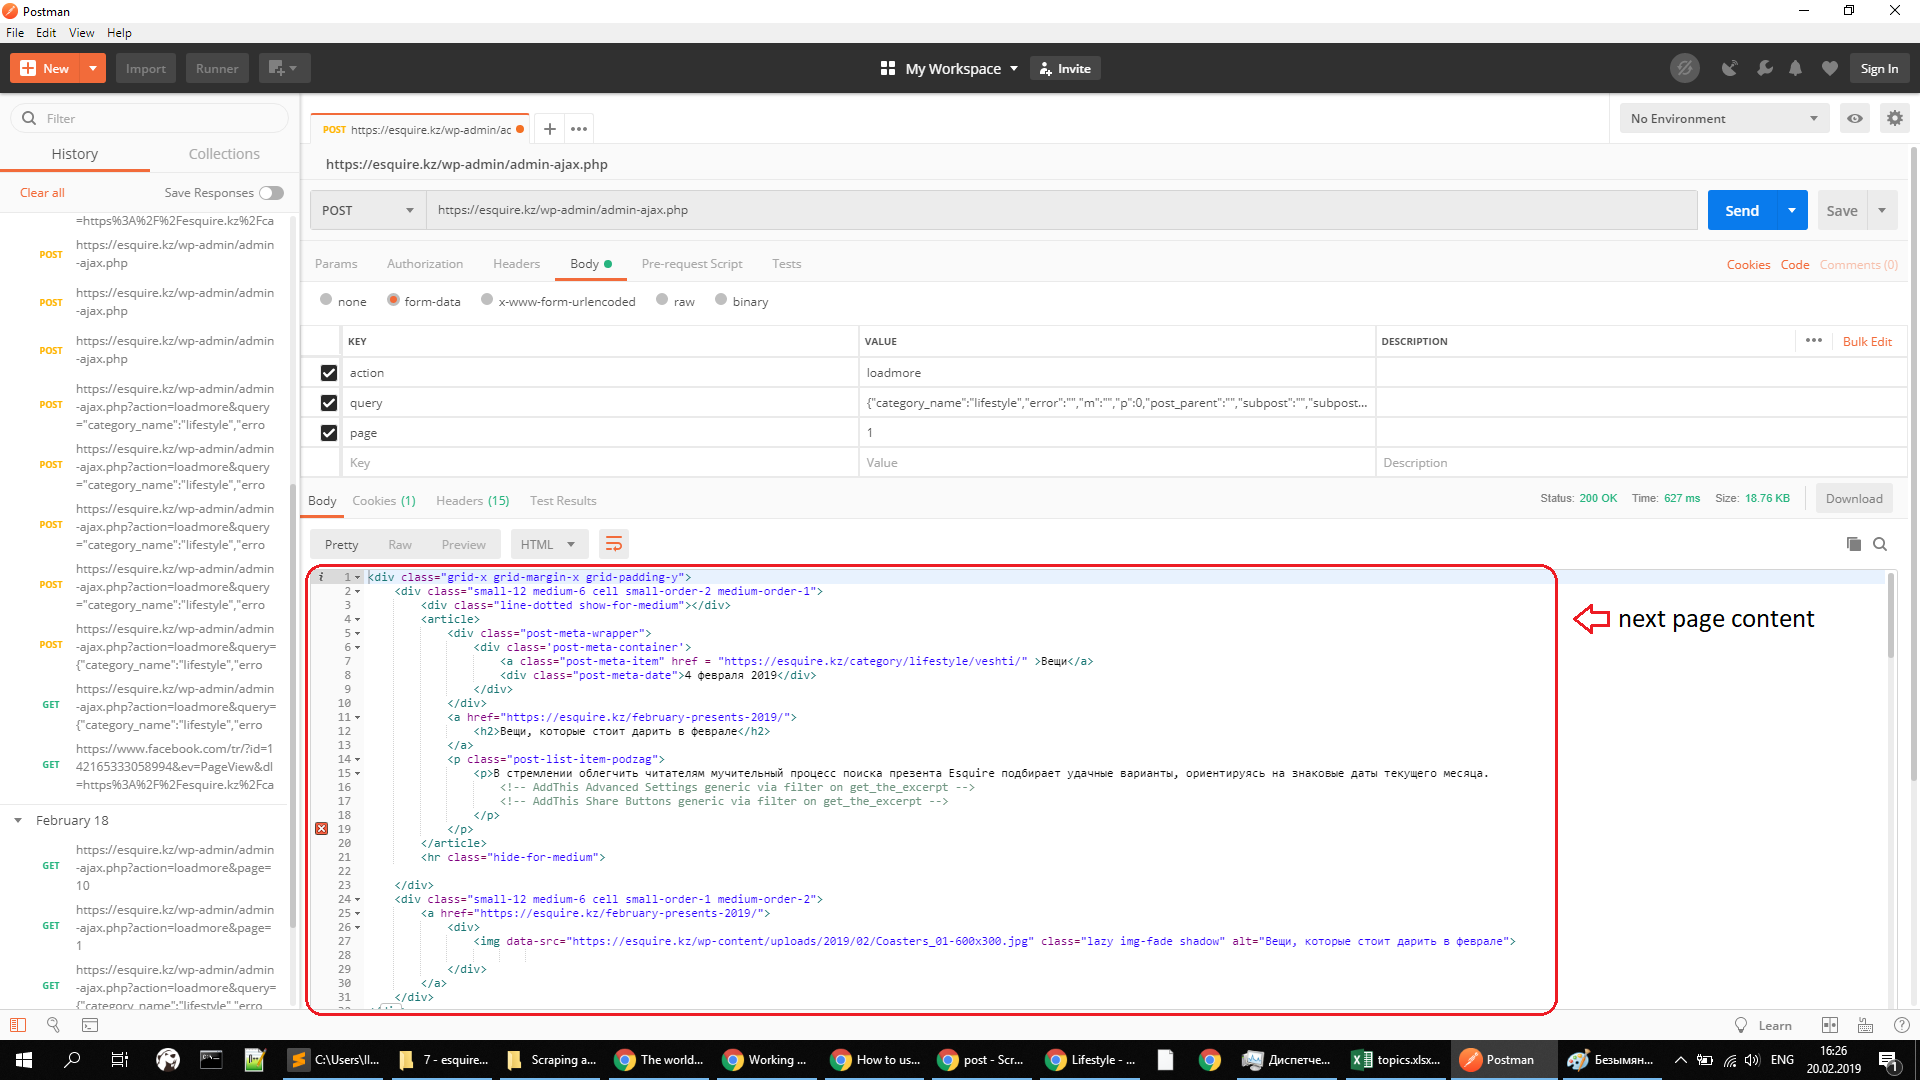 Postman
File Edit View Help
New Import Runner My Workspace Invite Sign In
Filter
History Collections
Clear all Save Responses
=https%3A%2F%2Fesquire.kz%2Fca
POST https://esquire.kz/wp-admin/admin
-ajax.php
POST https://esquire.kz/wp-admin/admin
-ajax.php
POST https://esquire.kz/wp-admin/admin
-ajax.php
POST https://esquire.kz/wp-admin/admin
-ajax.php?action=loadmore&query
="category_name":"lifestyle","erro
POST https://esquire.kz/wp-admin/admin
-ajax.php?action=loadmore&query
="category_name":"lifestyle","erro
POST https://esquire.kz/wp-admin/admin
-ajax.php?action=loadmore&query
="category_name":"lifestyle","erro
POST https://esquire.kz/wp-admin/admin
-ajax.php?action=loadmore&query
="category_name":"lifestyle","erro
POST https://esquire.kz/wp-admin/admin
-ajax.php?action=loadmore&query=
{"category_name":"lifestyle","erro
GET https://esquire.kz/wp-admin/admin
-ajax.php?action=loadmore&query=
{"category_name":"lifestyle","erro
GET https://www.facebook.com/tr/?id=1
42165333058994&ev=PageView&dl
=https%3A%2F%2Fesquire.kz%2Fca
February 18
GET https://esquire.kz/wp-admin/admin
-ajax.php?action=loadmore&page=
10
GET https://esquire.kz/wp-admin/admin
-ajax.php?action=loadmore&page=
1
GET https://esquire.kz/wp-admin/admin
-ajax.php?action=loadmore&query=
{"category_name":"lifestyle","erro
POST https://esquire.kz/wp-admin/ac + ••• No Environment
https://esquire.kz/wp-admin/admin-ajax.php
POST https://esquire.kz/wp-admin/admin-ajax.php Send Save
Params Authorization Headers Body Pre-request Script Tests Cookies Code Comments (0)
none form-data x-www-form-urlencoded raw binary
KEY VALUE DESCRIPTION ••• Bulk Edit
action loadmore
query {"category_name":"lifestyle","error":"","m":"","p":0,"post_parent":"","subpost":"","subpost...
page 1
Key Value Description
Body Cookies (1) Headers (15) Test Results Status: 200 OK Time: 627 ms Size: 18.76 KB Download
Pretty Raw Preview HTML
i 1 <div class="grid-x grid-margin-x grid-padding-y">
2 <div class="small-12 medium-6 cell small-order-2 medium-order-1">
3 <div class="line-dotted show-for-medium"></div>
4 <article>
5 <div class="post-meta-wrapper">
6 <div class='post-meta-container'>
7 <a class="post-meta-item" href = "https://esquire.kz/category/lifestyle/veshti/" >Вещи</a>
8 <div class="post-meta-date">4 февраля 2019</div>
9 </div>
10 </div>
11 <a href="https://esquire.kz/february-presents-2019/">
12 <h2>Вещи, которые стоит дарить в феврале</h2>
13 </a>
14 <p class="post-list-item-podzag">
15 <p>В стремлении облегчить читателям мучительный процесс поиска презента Esquire подбирает удачные варианты, ориентируясь на знаковые даты текущего месяца.
16 <!-- AddThis Advanced Settings generic via filter on get_the_excerpt -->
17 <!-- AddThis Share Buttons generic via filter on get_the_excerpt -->
18 </p>
19 </p>
20 </article>
21 <hr class="hide-for-medium">
22
23 </div>
24 <div class="small-12 medium-6 cell small-order-1 medium-order-2">
25 <a href="https://esquire.kz/february-presents-2019/">
26 <div>
27 <img data-src="https://esquire.kz/wp-content/uploads/2019/02/Coasters_01-600x300.jpg" class="lazy img-fade shadow" alt="Вещи, которые стоит дарить в феврале">
28
29 </div>
30 </a>
31 </div>
next page content
Learn
C:\Users\II... 7 - esquire... Scraping a... The world... Working ... How to us... post - Scr... Lifestyle - ... Диспетче... topics.xlsx... Postman Безымян... ENG 16:26
20.02.2019
1